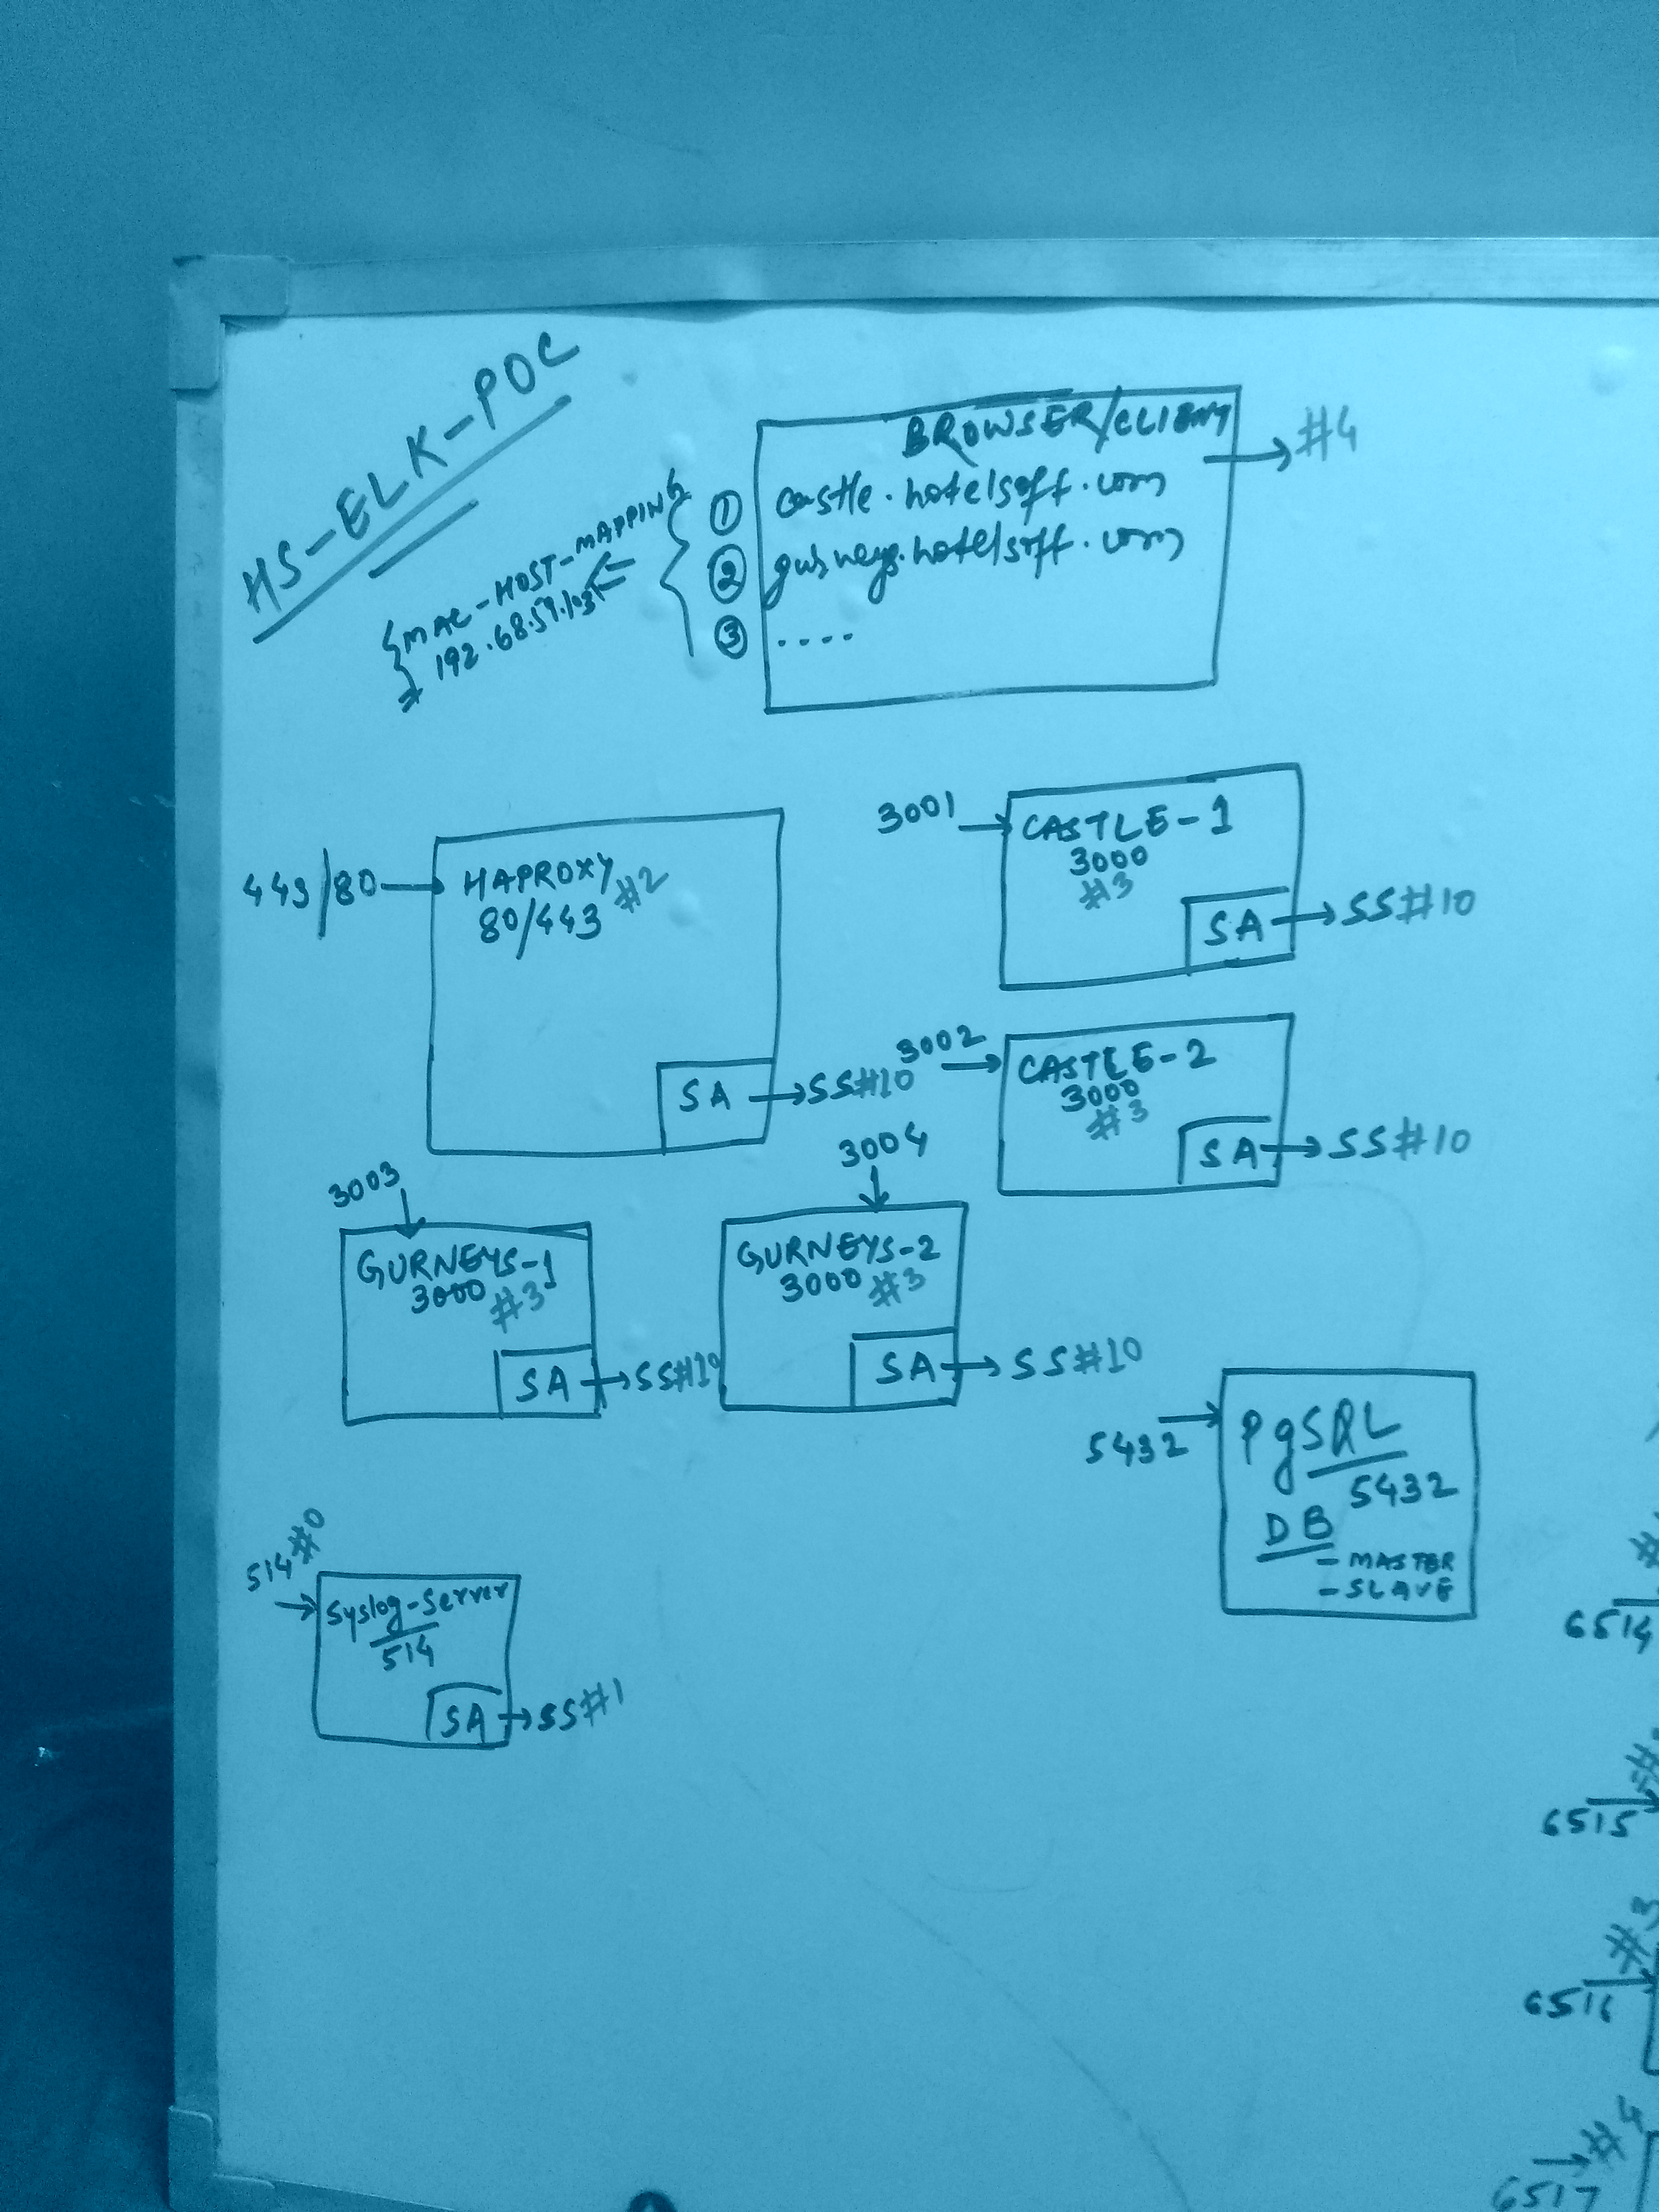 HS-ELK-POC
BROWSER/CLIENT
→ #4
① castle.hotelsoft.com
② gurneys.hotelsoft.com
③ ....
MAC-HOST-MAPPING
192.68.59.103
443/80 →
HAPROXY #2
80/443
SA → SS#10
3001 →
CASTLE-1
3000
#3
SA → SS#10
3002 →
CASTLE-2
3000
#3
SA → SS#10
3003
GURNEYS-1
3000 #3
SA → SS#10
3004
GURNEYS-2
3000 #3
SA → SS#10
5432 →
PgSQL
5432
DB
- MASTER
- SLAVE
514 #0
Syslog-Server
514
SA → SS#1
6514
6515
#3
6516
→ #4
6517